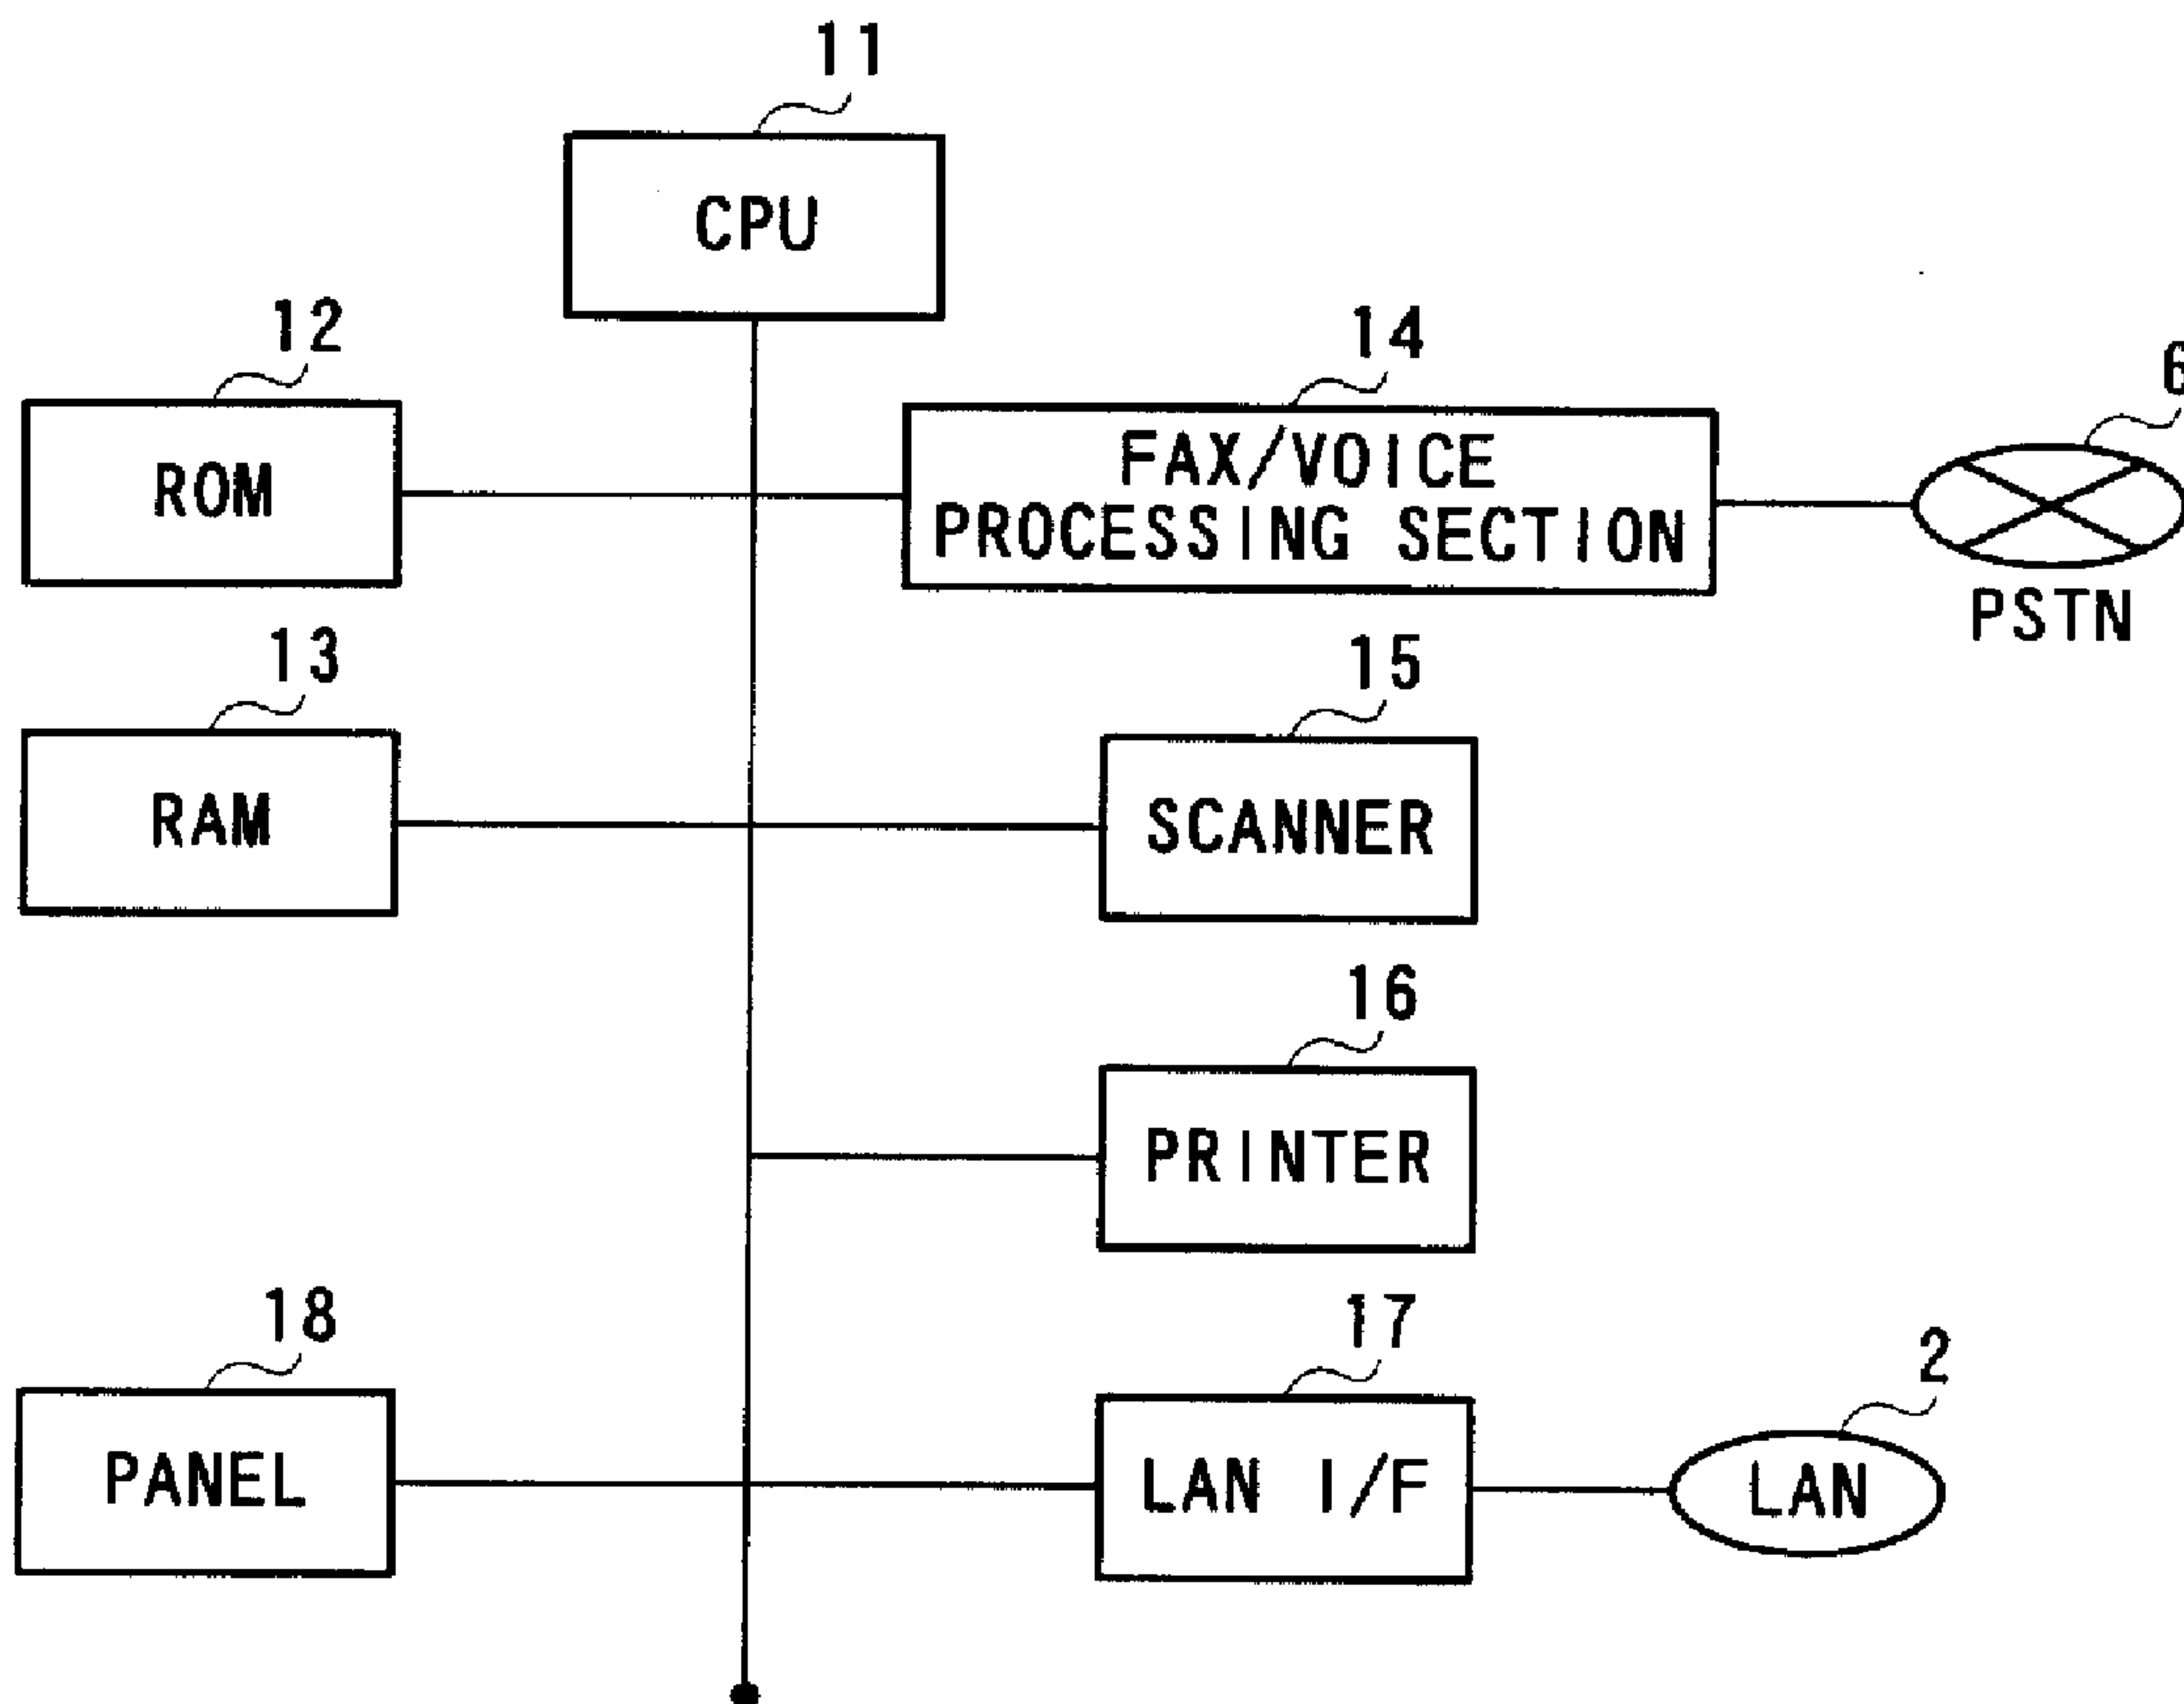 11
CPU
12
ROM
14
FAX/VOICE
PROCESSING SECTION
6
PSTN
13
RAM
15
SCANNER
16
PRINTER
18
PANEL
17
LAN I/F
2
LAN